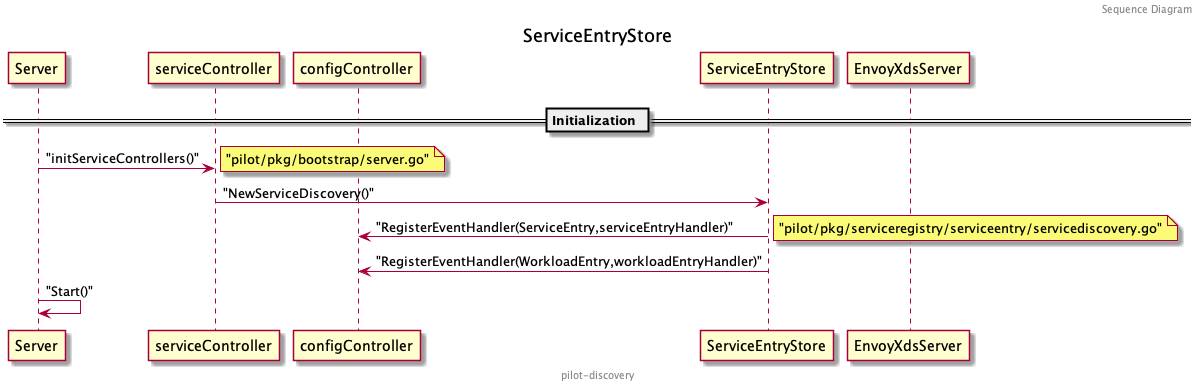 Sequence Diagram
ServiceEntryStore
Server serviceController configController ServiceEntryStore EnvoyXdsServer
Initialization
"initServiceControllers()" "pilot/pkg/bootstrap/server.go"
"NewServiceDiscovery()"
"RegisterEventHandler(ServiceEntry,serviceEntryHandler)" "pilot/pkg/serviceregistry/serviceentry/servicediscovery.go"
"RegisterEventHandler(WorkloadEntry,workloadEntryHandler)"
"Start()"
Server serviceController configController ServiceEntryStore EnvoyXdsServer
pilot-discovery